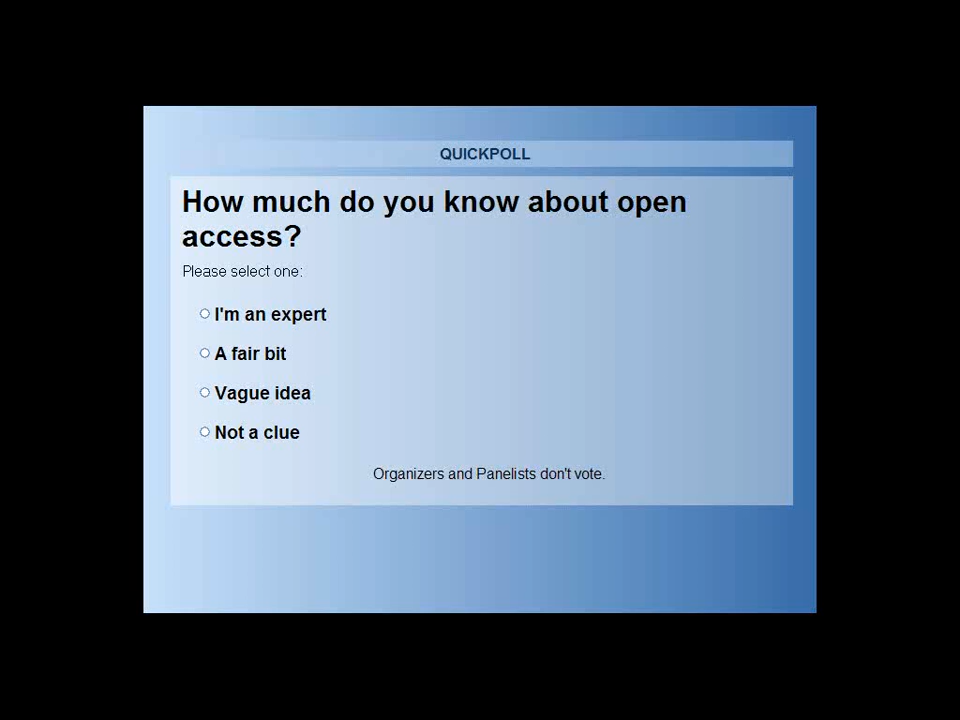 QUICKPOLL
How much do you know about open
access?
Please select one:
I'm an expert
A fair bit
Vague idea
Not a clue
Organizers and Panelists don't vote.